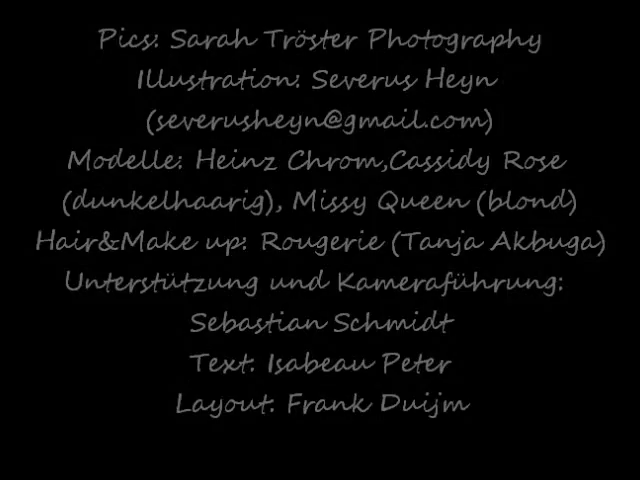 Pics: Sarah Tröster Photography
Illustration: Severus Heyn
(severusheyn@gmail.com)
Modelle: Heinz Chrom,Cassidy Rose
(dunkelhaarig), Missy Queen (blond)
Hair&Make up: Rougerie (Tanja Akbuga)
Unterstützung und Kameraführung:
Sebastian Schmidt
Text: Isabeau Peter
Layout: Frank Duijm